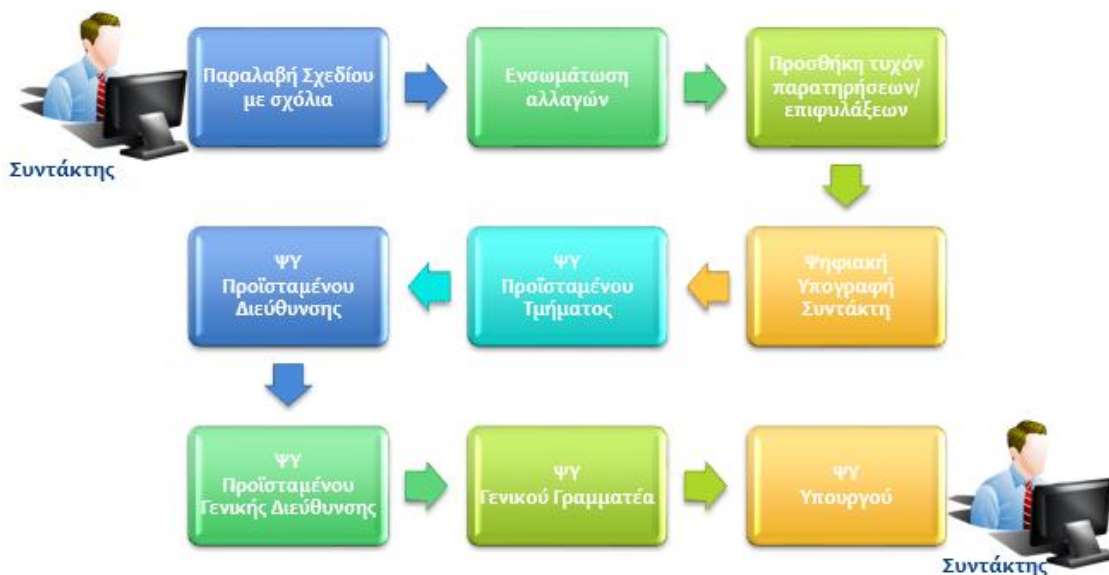 Παραλαβή Σχεδίου
με σχόλια
Ενσωμάτωση
αλλαγών
Προσθήκη τυχόν
παρατηρήσεων/
επιφυλάξεων
Συντάκτης
ΨΥ
Προϊσταμένου
Διεύθυνσης
ΨΥ
Προϊσταμένου
Τμήματος
Ψηφιακή
Υπογραφή
Συντάκτη
ΨΥ
Προϊσταμένου
Γενικής Διεύθυνσης
ΨΥ
Γενικού Γραμματέα
ΨΥ
Υπουργού
Συντάκτης